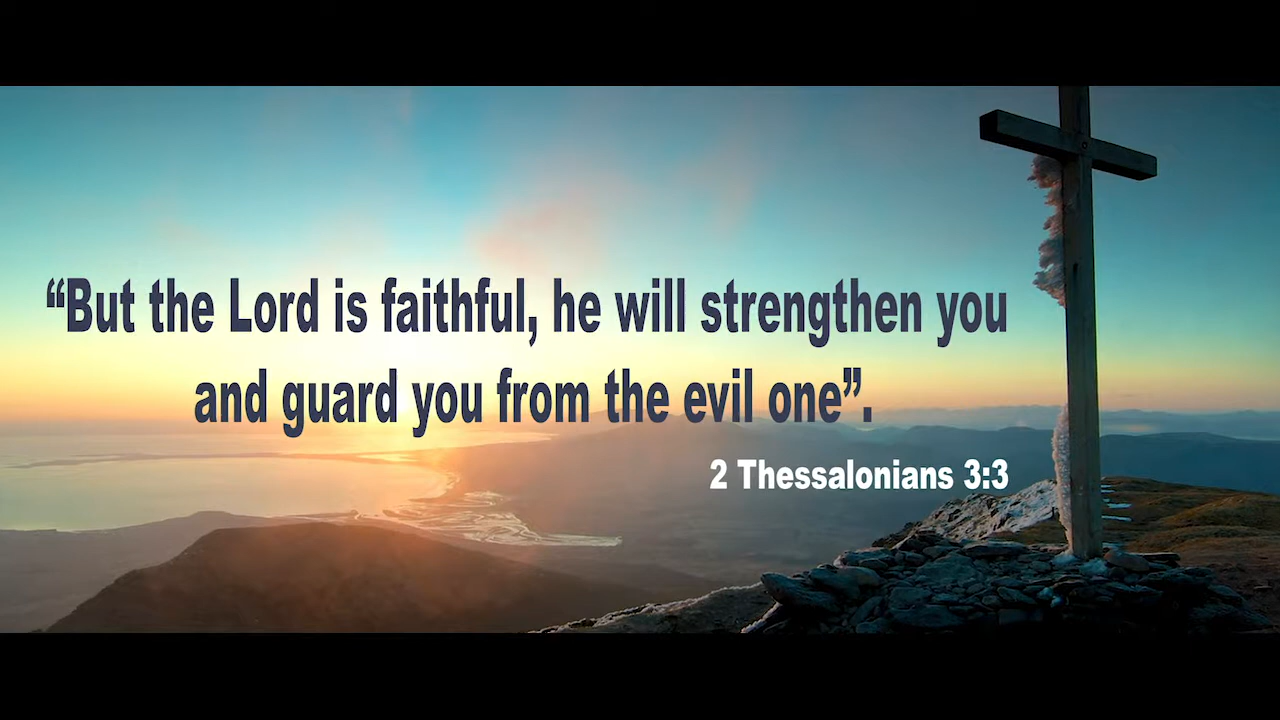 “But the Lord is faithful, he will strengthen you
and guard you from the evil one”.
2 Thessalonians 3:3